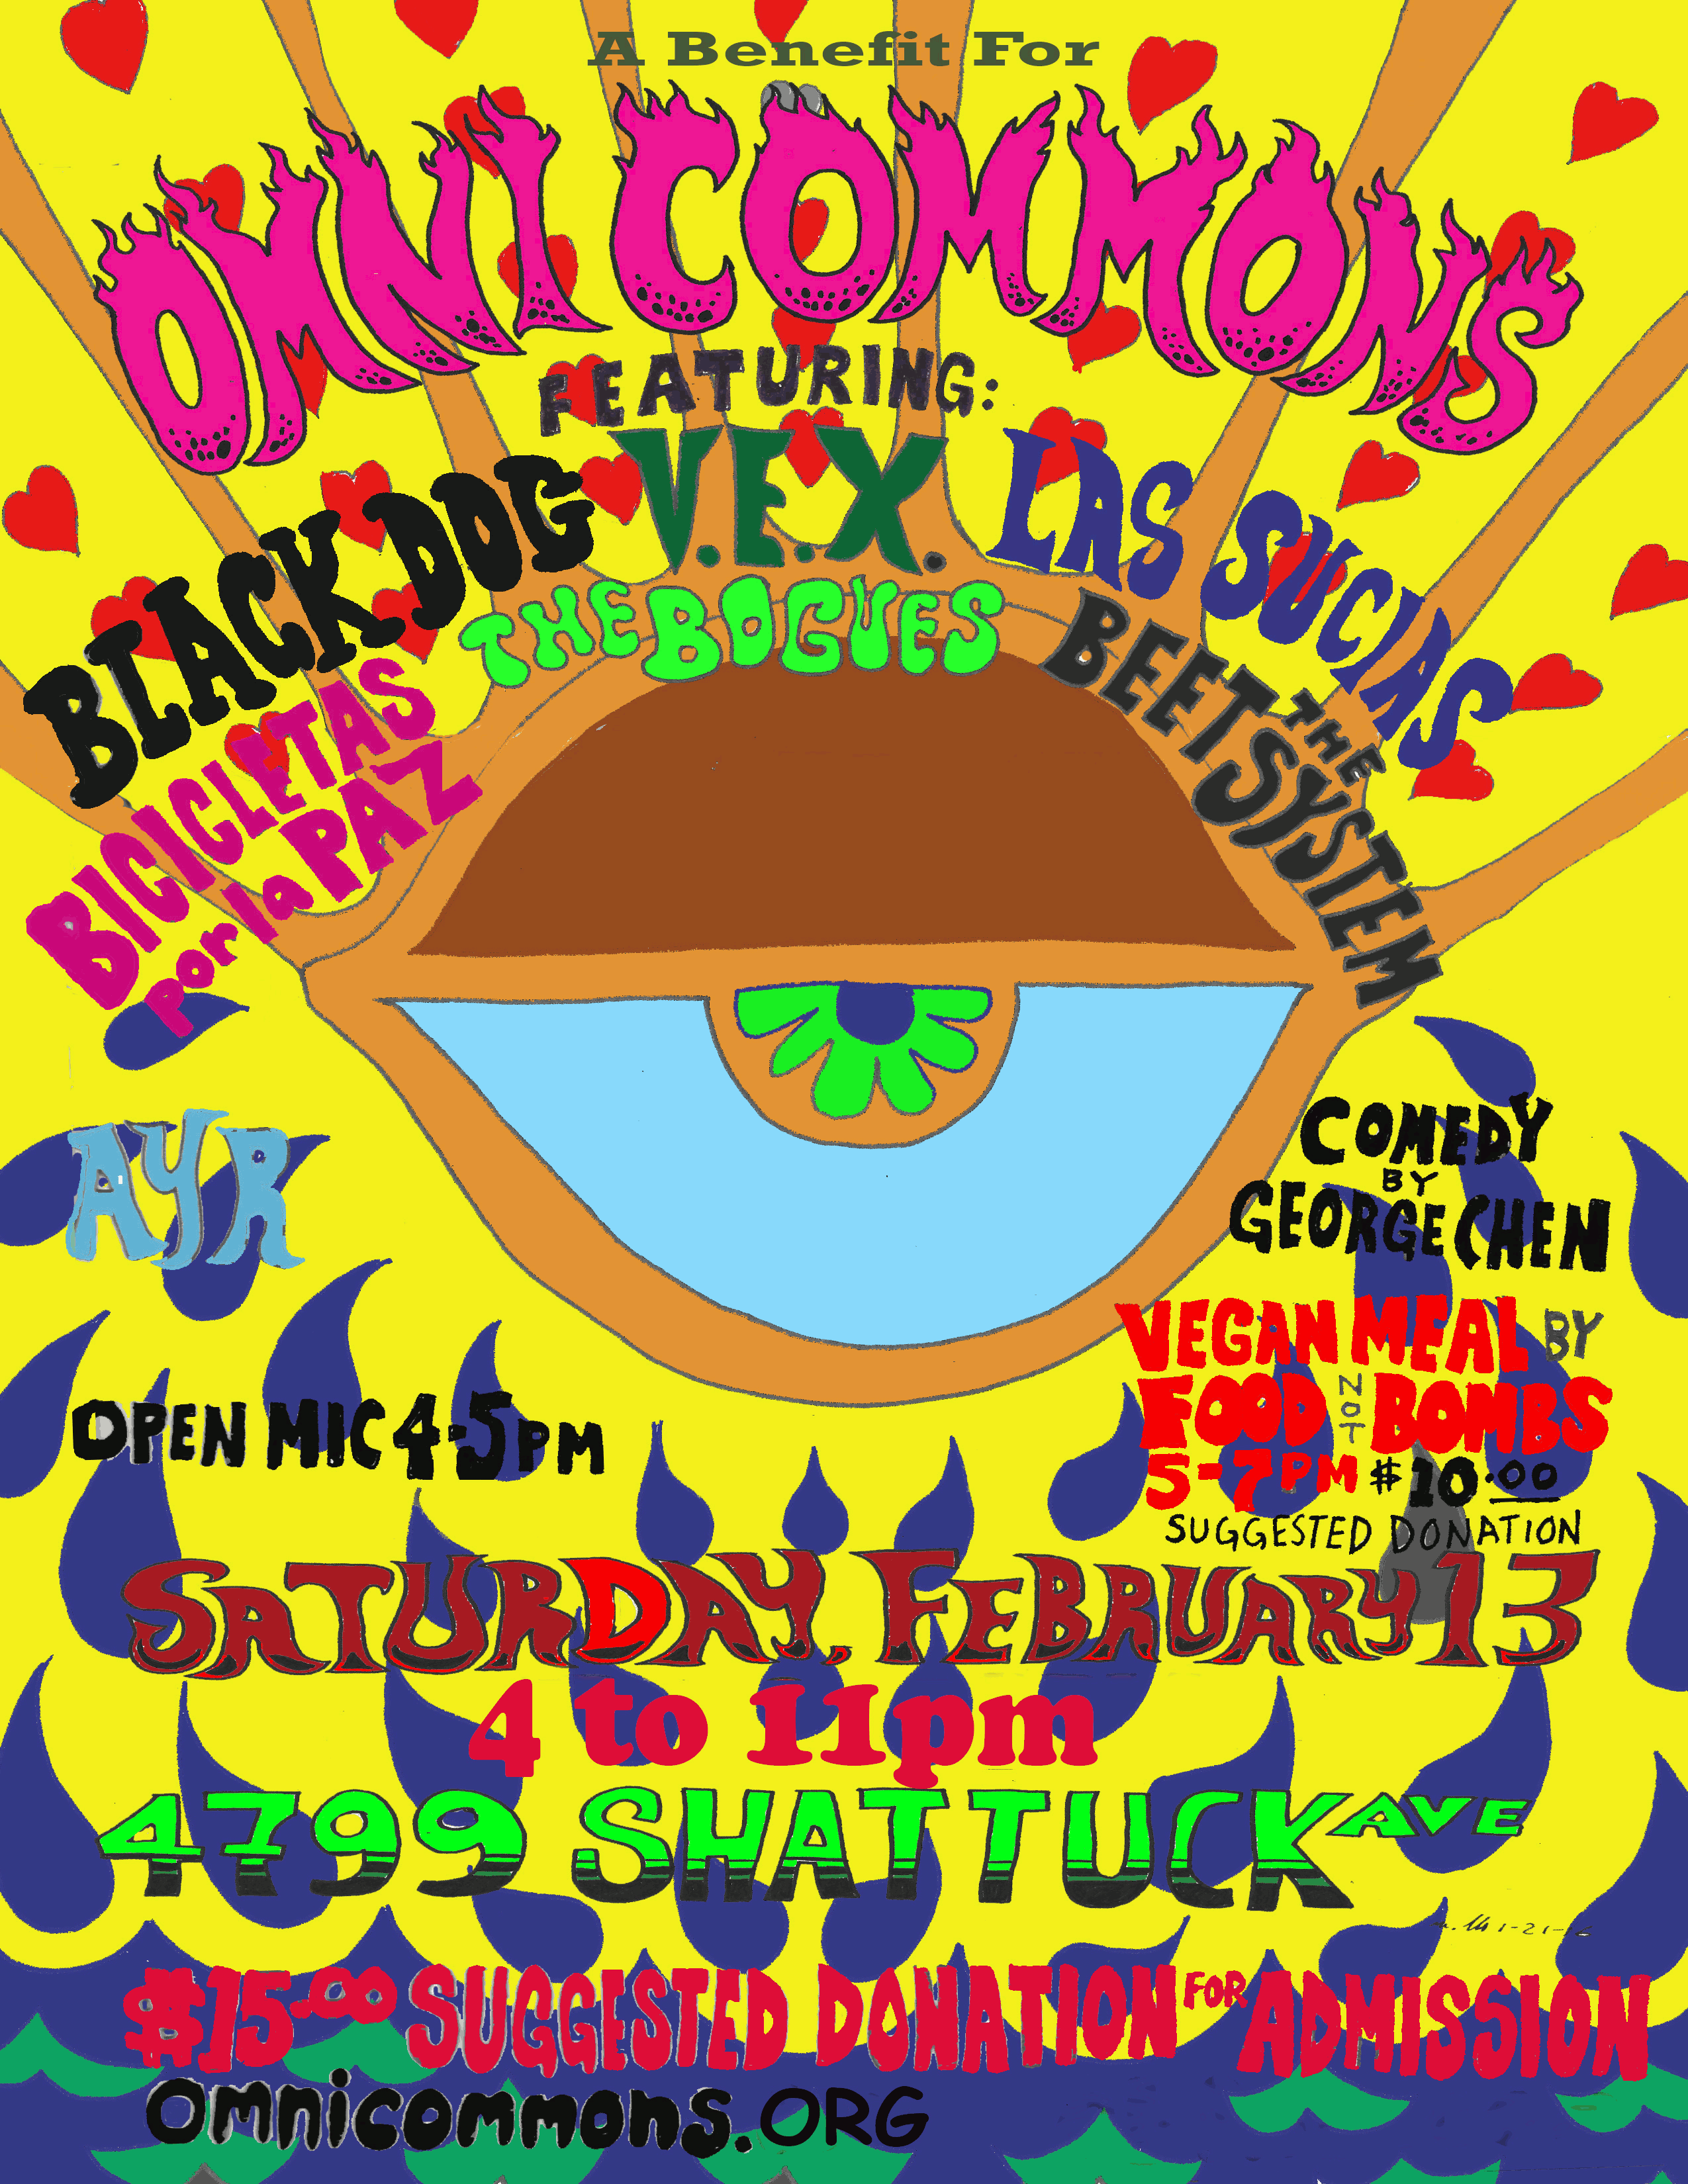 A Benefit For
OMNI COMMONS
FEATURING:
V.E.X.
BLACK DOG
LAS SUCIAS
THE BOGUES
BEET THE SYSTEM
BICICLETAS
por la PAZ
AYR
COMEDY
BY
GEORGE CHEN
VEGAN MEAL BY
FOOD NOT BOMBS
5-7PM $10.00
SUGGESTED DONATION
OPEN MIC 4-5PM
SATURDAY, FEBRUARY 13
4 to 11pm
4799 SHATTUCK AVE
$15.00 SUGGESTED DONATION FOR ADMISSION
Omnicommons.ORG